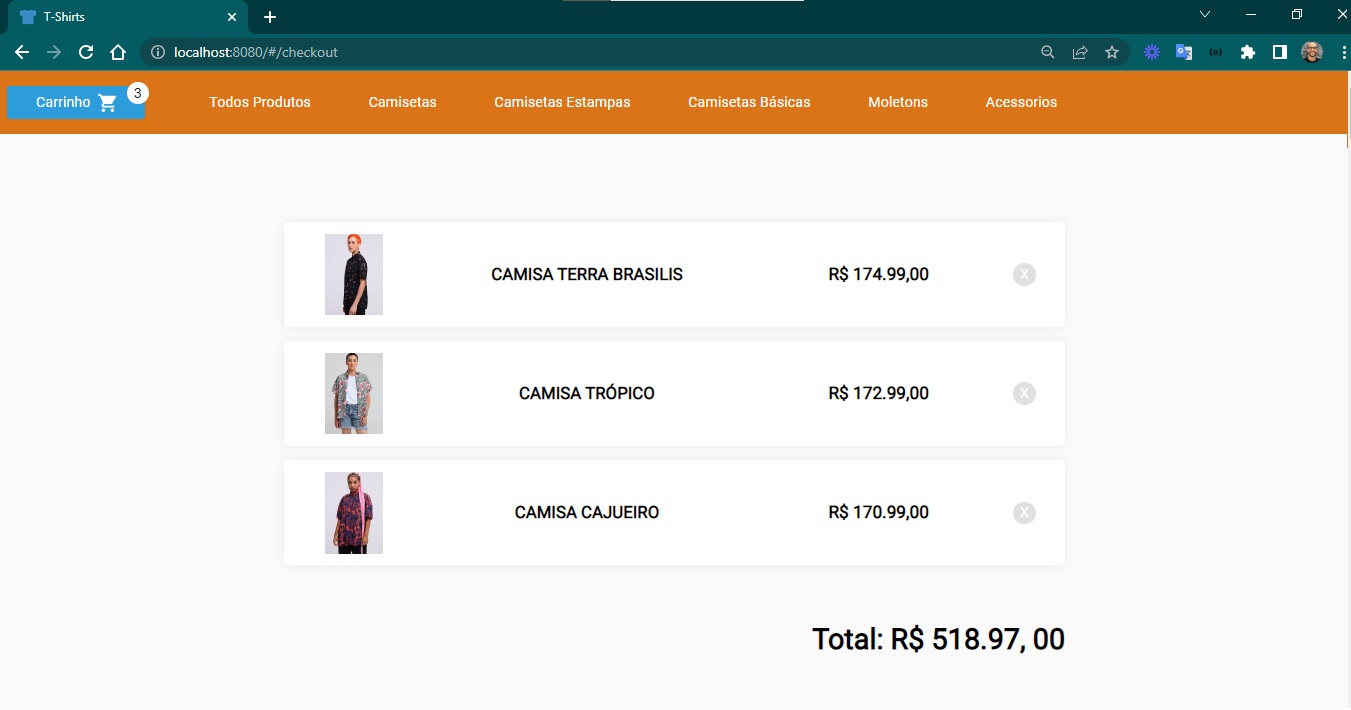 T-Shirts
localhost:8080/#/checkout
Carrinho 3 Todos Produtos Camisetas Camisetas Estampas Camisetas Básicas Moletons Acessorios
CAMISA TERRA BRASILIS R$ 174.99,00 X
CAMISA TRÓPICO R$ 172.99,00 X
CAMISA CAJUEIRO R$ 170.99,00 X
Total: R$ 518.97, 00